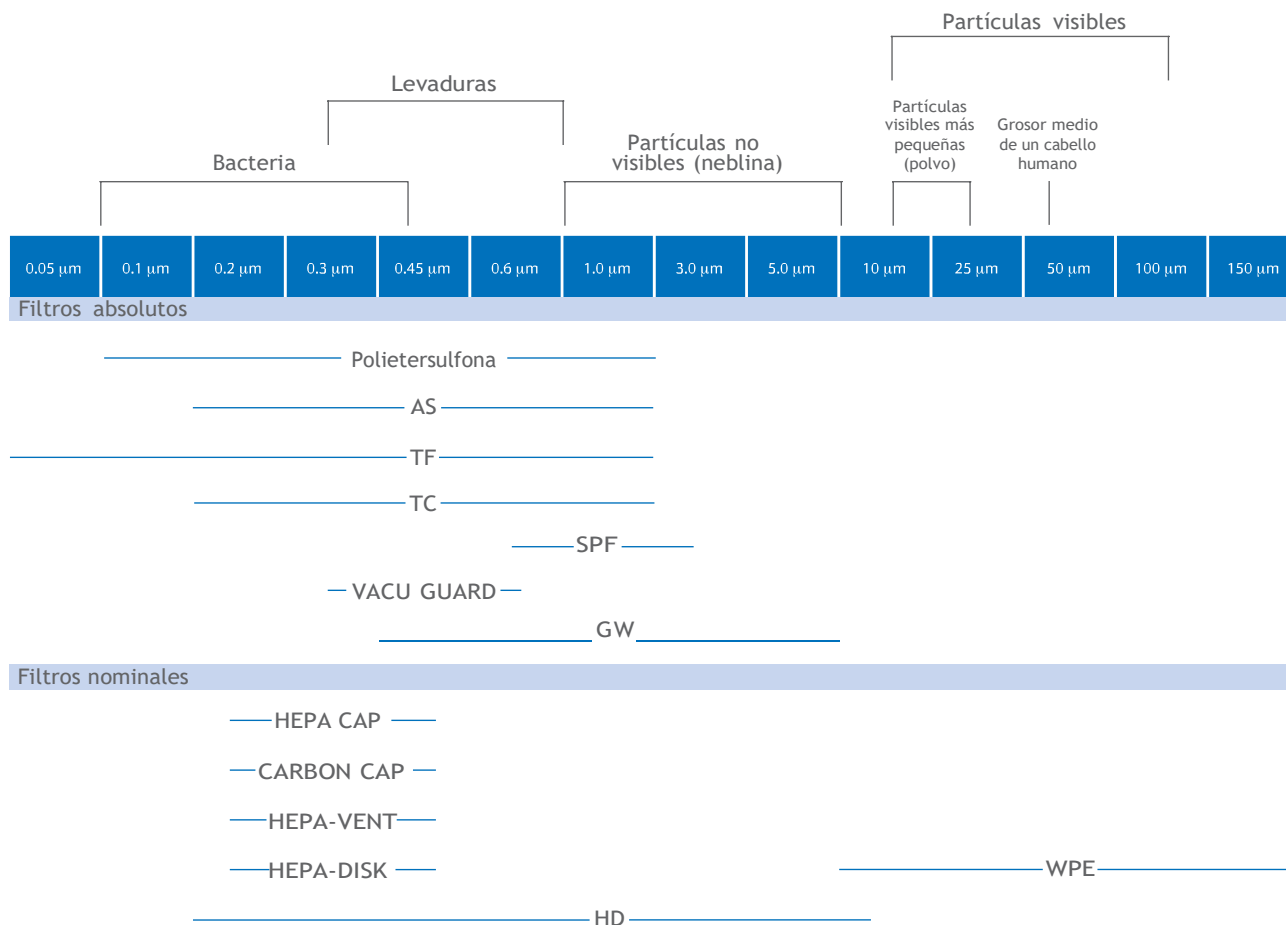 Partículas visibles
Levaduras
Partículas
visibles más
pequeñas
(polvo)
Grosor medio
de un cabello
humano
Partículas no
visibles (neblina)
Bacteria
0.05 µm 0.1 µm 0.2 µm 0.3 µm 0.45 µm 0.6 µm 1.0 µm 3.0 µm 5.0 µm 10 µm 25 µm 50 µm 100 µm 150 µm
Filtros absolutos
Polietersulfona
AS
TF
TC
SPF
VACU GUARD
GW
Filtros nominales
HEPA CAP
CARBON CAP
HEPA-VENT
HEPA-DISK WPE
HD